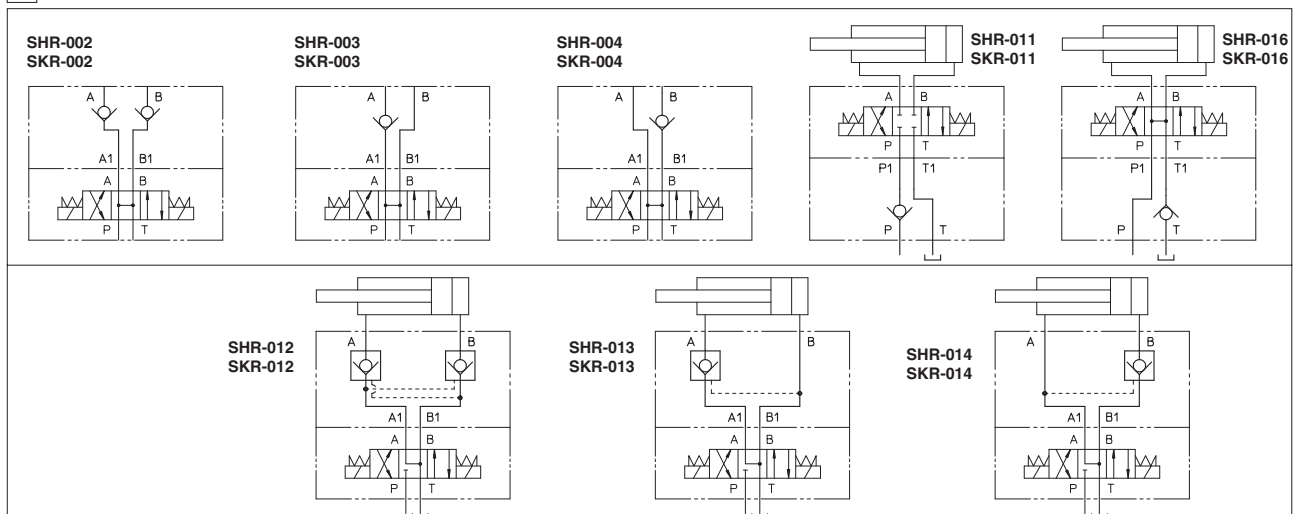 SHR-002
SKR-002
A B
A1 B1
A B
P T
SHR-003
SKR-003
A B
A1 B1
A B
P T
SHR-004
SKR-004
A B
A1 B1
A B
P T
SHR-011
SKR-011
A B
P T
P1 T1
P T
SHR-016
SKR-016
A B
P T
P1 T1
P T
SHR-012
SKR-012
A B
A1 B1
A B
P T
SHR-013
SKR-013
A B
A1 B1
A B
P T
SHR-014
SKR-014
A B
A1 B1
A B
P T